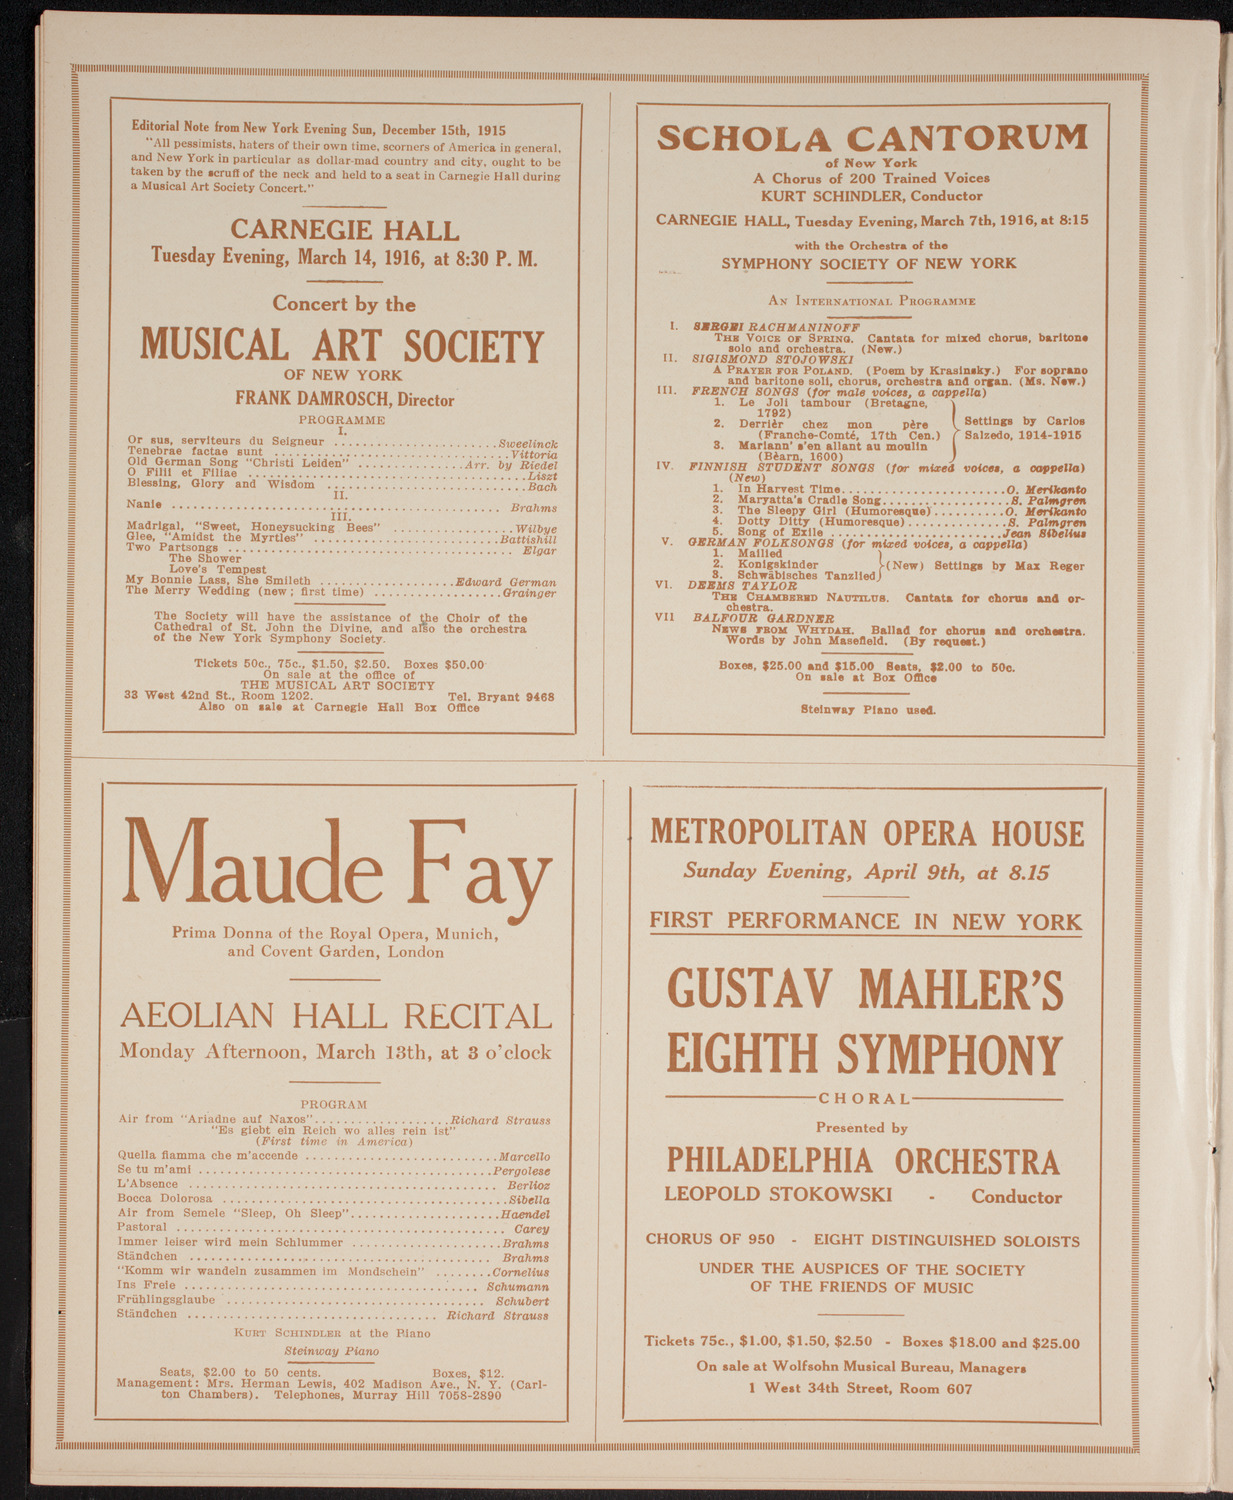 Editorial Note from New York Evening Sun, December 15th, 1915
"All pessimists, haters of their own time, scorners of America in general,
and New York in particular as dollar-mad country and city, ought to be
taken by the scruff of the neck and held to a seat in Carnegie Hall during
a Musical Art Society Concert."
CARNEGIE HALL
Tuesday Evening, March 14, 1916, at 8:30 P. M.
Concert by the
MUSICAL ART SOCIETY
OF NEW YORK
FRANK DAMROSCH, Director
PROGRAMME
I.
Or sus, serviteurs du Seigneur ........................ Sweelinck
Tenebrae factae sunt ................................ Vittoria
Old German Song "Christi Leiden" ................ Arr. by Riedel
O Filii et Filiae .................................... Liszt
Blessing, Glory and Wisdom ............................ Bach
II.
Nanie ................................................ Brahms
III.
Madrigal, "Sweet, Honeysucking Bees" .................. Wilbye
Glee, "Amidst the Myrtles" ............................ Battishill
Two Partsongs ........................................ Elgar
The Shower
Love's Tempest
My Bonnie Lass, She Smileth .................. Edward German
The Merry Wedding (new; first time) .................. Grainger
The Society will have the assistance of the Choir of the
Cathedral of St. John the Divine, and also the orchestra
of the New York Symphony Society.
Tickets 50c., 75c., $1.50, $2.50. Boxes $50.00
On sale at the office of
THE MUSICAL ART SOCIETY
33 West 42nd St., Room 1202. Tel. Bryant 9468
Also on sale at Carnegie Hall Box Office
SCHOLA CANTORUM
of New York
A Chorus of 200 Trained Voices
KURT SCHINDLER, Conductor
CARNEGIE HALL, Tuesday Evening, March 7th, 1916, at 8:15
with the Orchestra of the
SYMPHONY SOCIETY OF NEW YORK
AN INTERNATIONAL PROGRAMME
I. SERGEI RACHMANINOFF
THE VOICE OF SPRING. Cantata for mixed chorus, baritone
solo and orchestra. (New.)
II. SIGISMOND STOJOWSKI
A PRAYER FOR POLAND. (Poem by Krasinsky.) For soprano
and baritone soli, chorus, orchestra and organ. (Ms. New.)
III. FRENCH SONGS (for male voices, a cappella)
1. Le Joli tambour (Bretagne,
1792)
2. Derrièr chez mon père
(Franche-Comté, 17th Cen.)
3. Mariann' s'en allant au moulin
(Bèarn, 1600)
Settings by Carlos
Salzedo, 1914-1915
IV. FINNISH STUDENT SONGS (for mixed voices, a cappella)
(New)
1. In Harvest Time........................ O. Merikanto
2. Maryatta's Cradle Song.................. S. Palmgren
3. The Sleepy Girl (Humoresque).......... O. Merikanto
4. Dotty Ditty (Humoresque).............. S. Palmgren
5. Song of Exile ........................ Jean Sibelius
V. GERMAN FOLKSONGS (for mixed voices, a cappella)
1. Mailied
2. Konigskinder
3. Schwäbisches Tanzlied
(New) Settings by Max Reger
VI. DEEMS TAYLOR
THE CHAMBERED NAUTILUS. Cantata for chorus and or-
chestra.
VII BALFOUR GARDNER
NEWS FROM WHYDAH. Ballad for chorus and orchestra.
Words by John Masefield. (By request.)
Boxes, $25.00 and $15.00 Seats, $2.00 to 50c.
On sale at Box Office
Steinway Piano used.
Maude Fay
Prima Donna of the Royal Opera, Munich,
and Covent Garden, London
AEOLIAN HALL RECITAL
Monday Afternoon, March 13th, at 3 o'clock
PROGRAM
Air from "Ariadne auf Naxos"................... Richard Strauss
"Es giebt ein Reich wo alles rein ist"
(First time in America)
Quella fiamma che m'accende ........................... Marcello
Se tu m'ami ........................................ Pergolese
L'Absence .......................................... Berlioz
Bocca Dolorosa ...................................... Sibella
Air from Semele "Sleep, Oh Sleep"..................... Haendel
Pastoral ............................................ Carey
Immer leiser wird mein Schlummer ..................... Brahms
Ständchen .......................................... Brahms
"Komm wir wandeln zusammen im Mondschein" ........ Cornelius
Ins Freie .......................................... Schumann
Frühlingsglaube .................................... Schubert
Ständchen ................................... Richard Strauss
KURT SCHINDLER at the Piano
Steinway Piano
Seats, $2.00 to 50 cents. Boxes, $12.
Management: Mrs. Herman Lewis, 402 Madison Ave., N. Y. (Carl-
ton Chambers). Telephones, Murray Hill 7058-2890
METROPOLITAN OPERA HOUSE
Sunday Evening, April 9th, at 8.15
FIRST PERFORMANCE IN NEW YORK
GUSTAV MAHLER'S
EIGHTH SYMPHONY
CHORAL
Presented by
PHILADELPHIA ORCHESTRA
LEOPOLD STOKOWSKI - Conductor
CHORUS OF 950 - EIGHT DISTINGUISHED SOLOISTS
UNDER THE AUSPICES OF THE SOCIETY
OF THE FRIENDS OF MUSIC
Tickets 75c., $1.00, $1.50, $2.50 - Boxes $18.00 and $25.00
On sale at Wolfsohn Musical Bureau, Managers
1 West 34th Street, Room 607